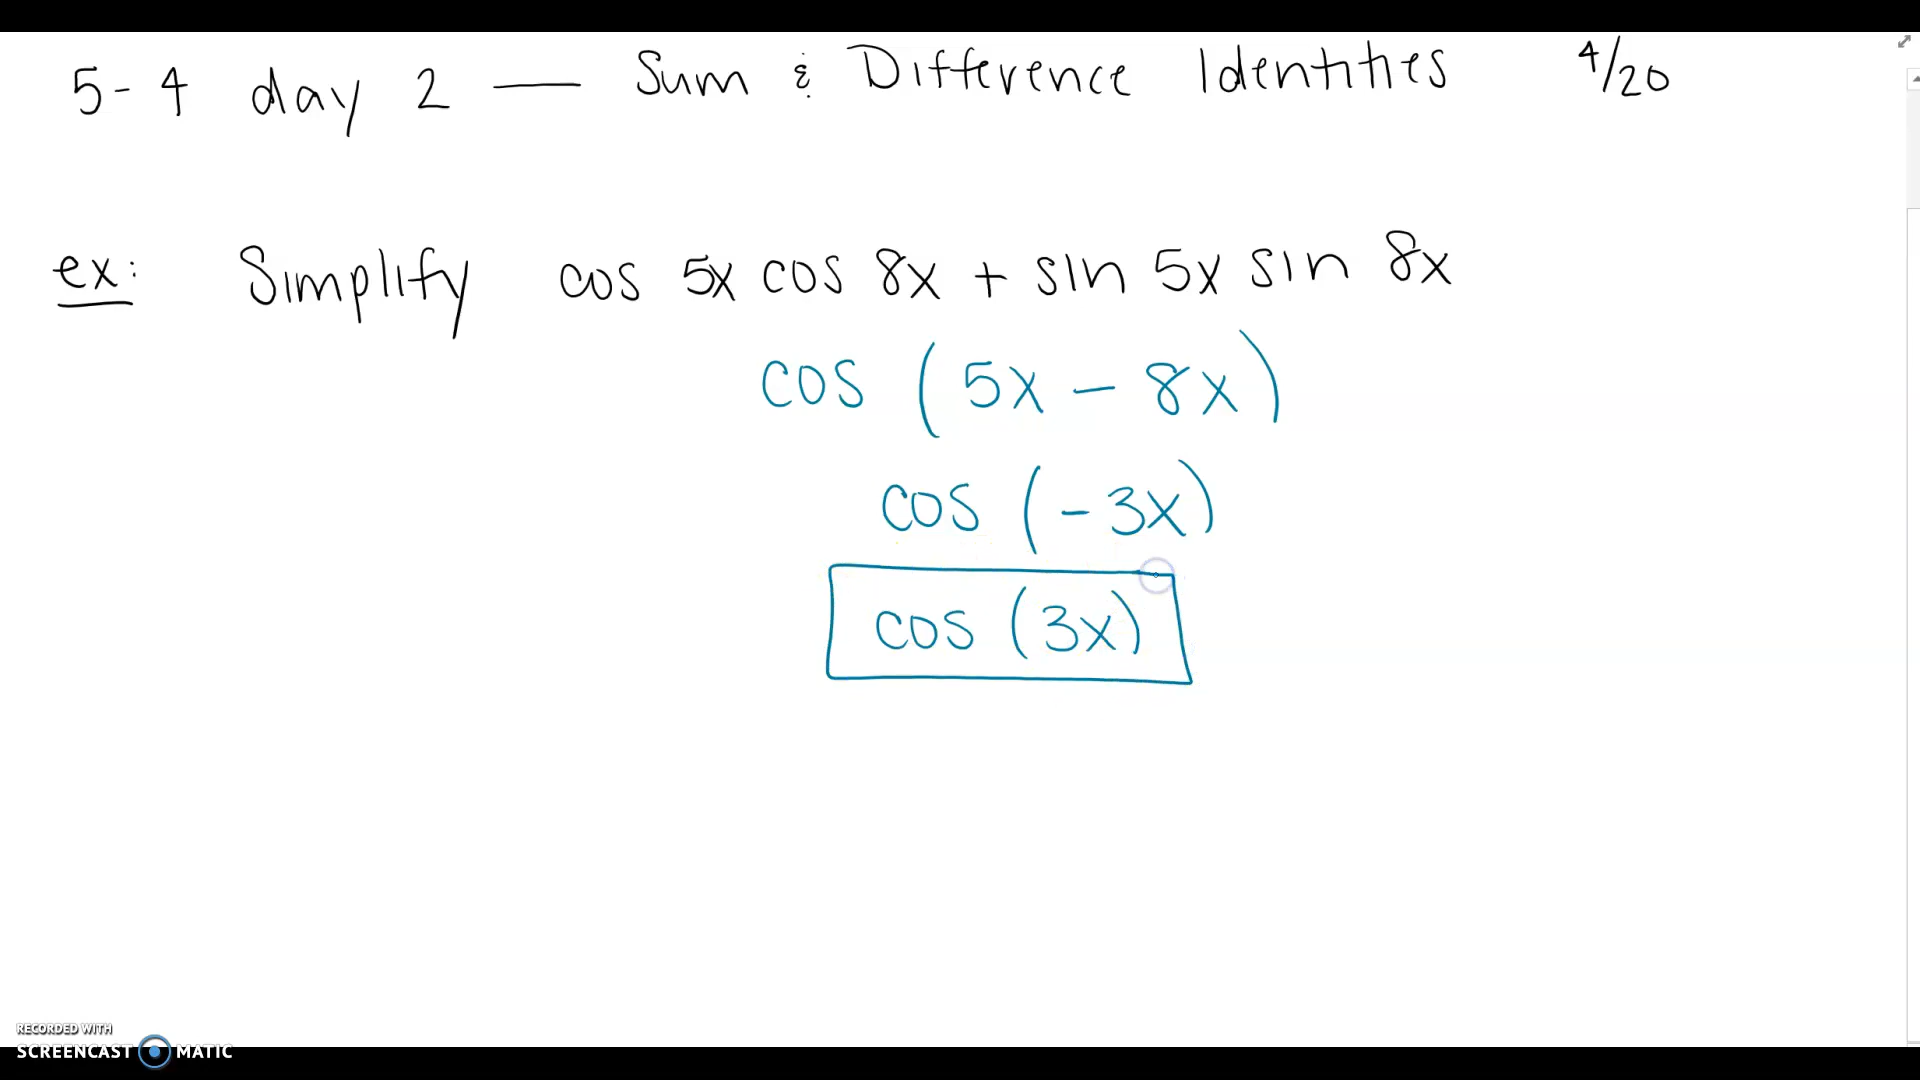 5-4 day 2 — Sum & Difference Identities 4/20
ex: Simplify cos 5x cos 8x + sin 5x sin 8x
cos (5x - 8x)
cos (-3x)
cos (3x)
RECORDED WITH
SCREENCAST MATIC